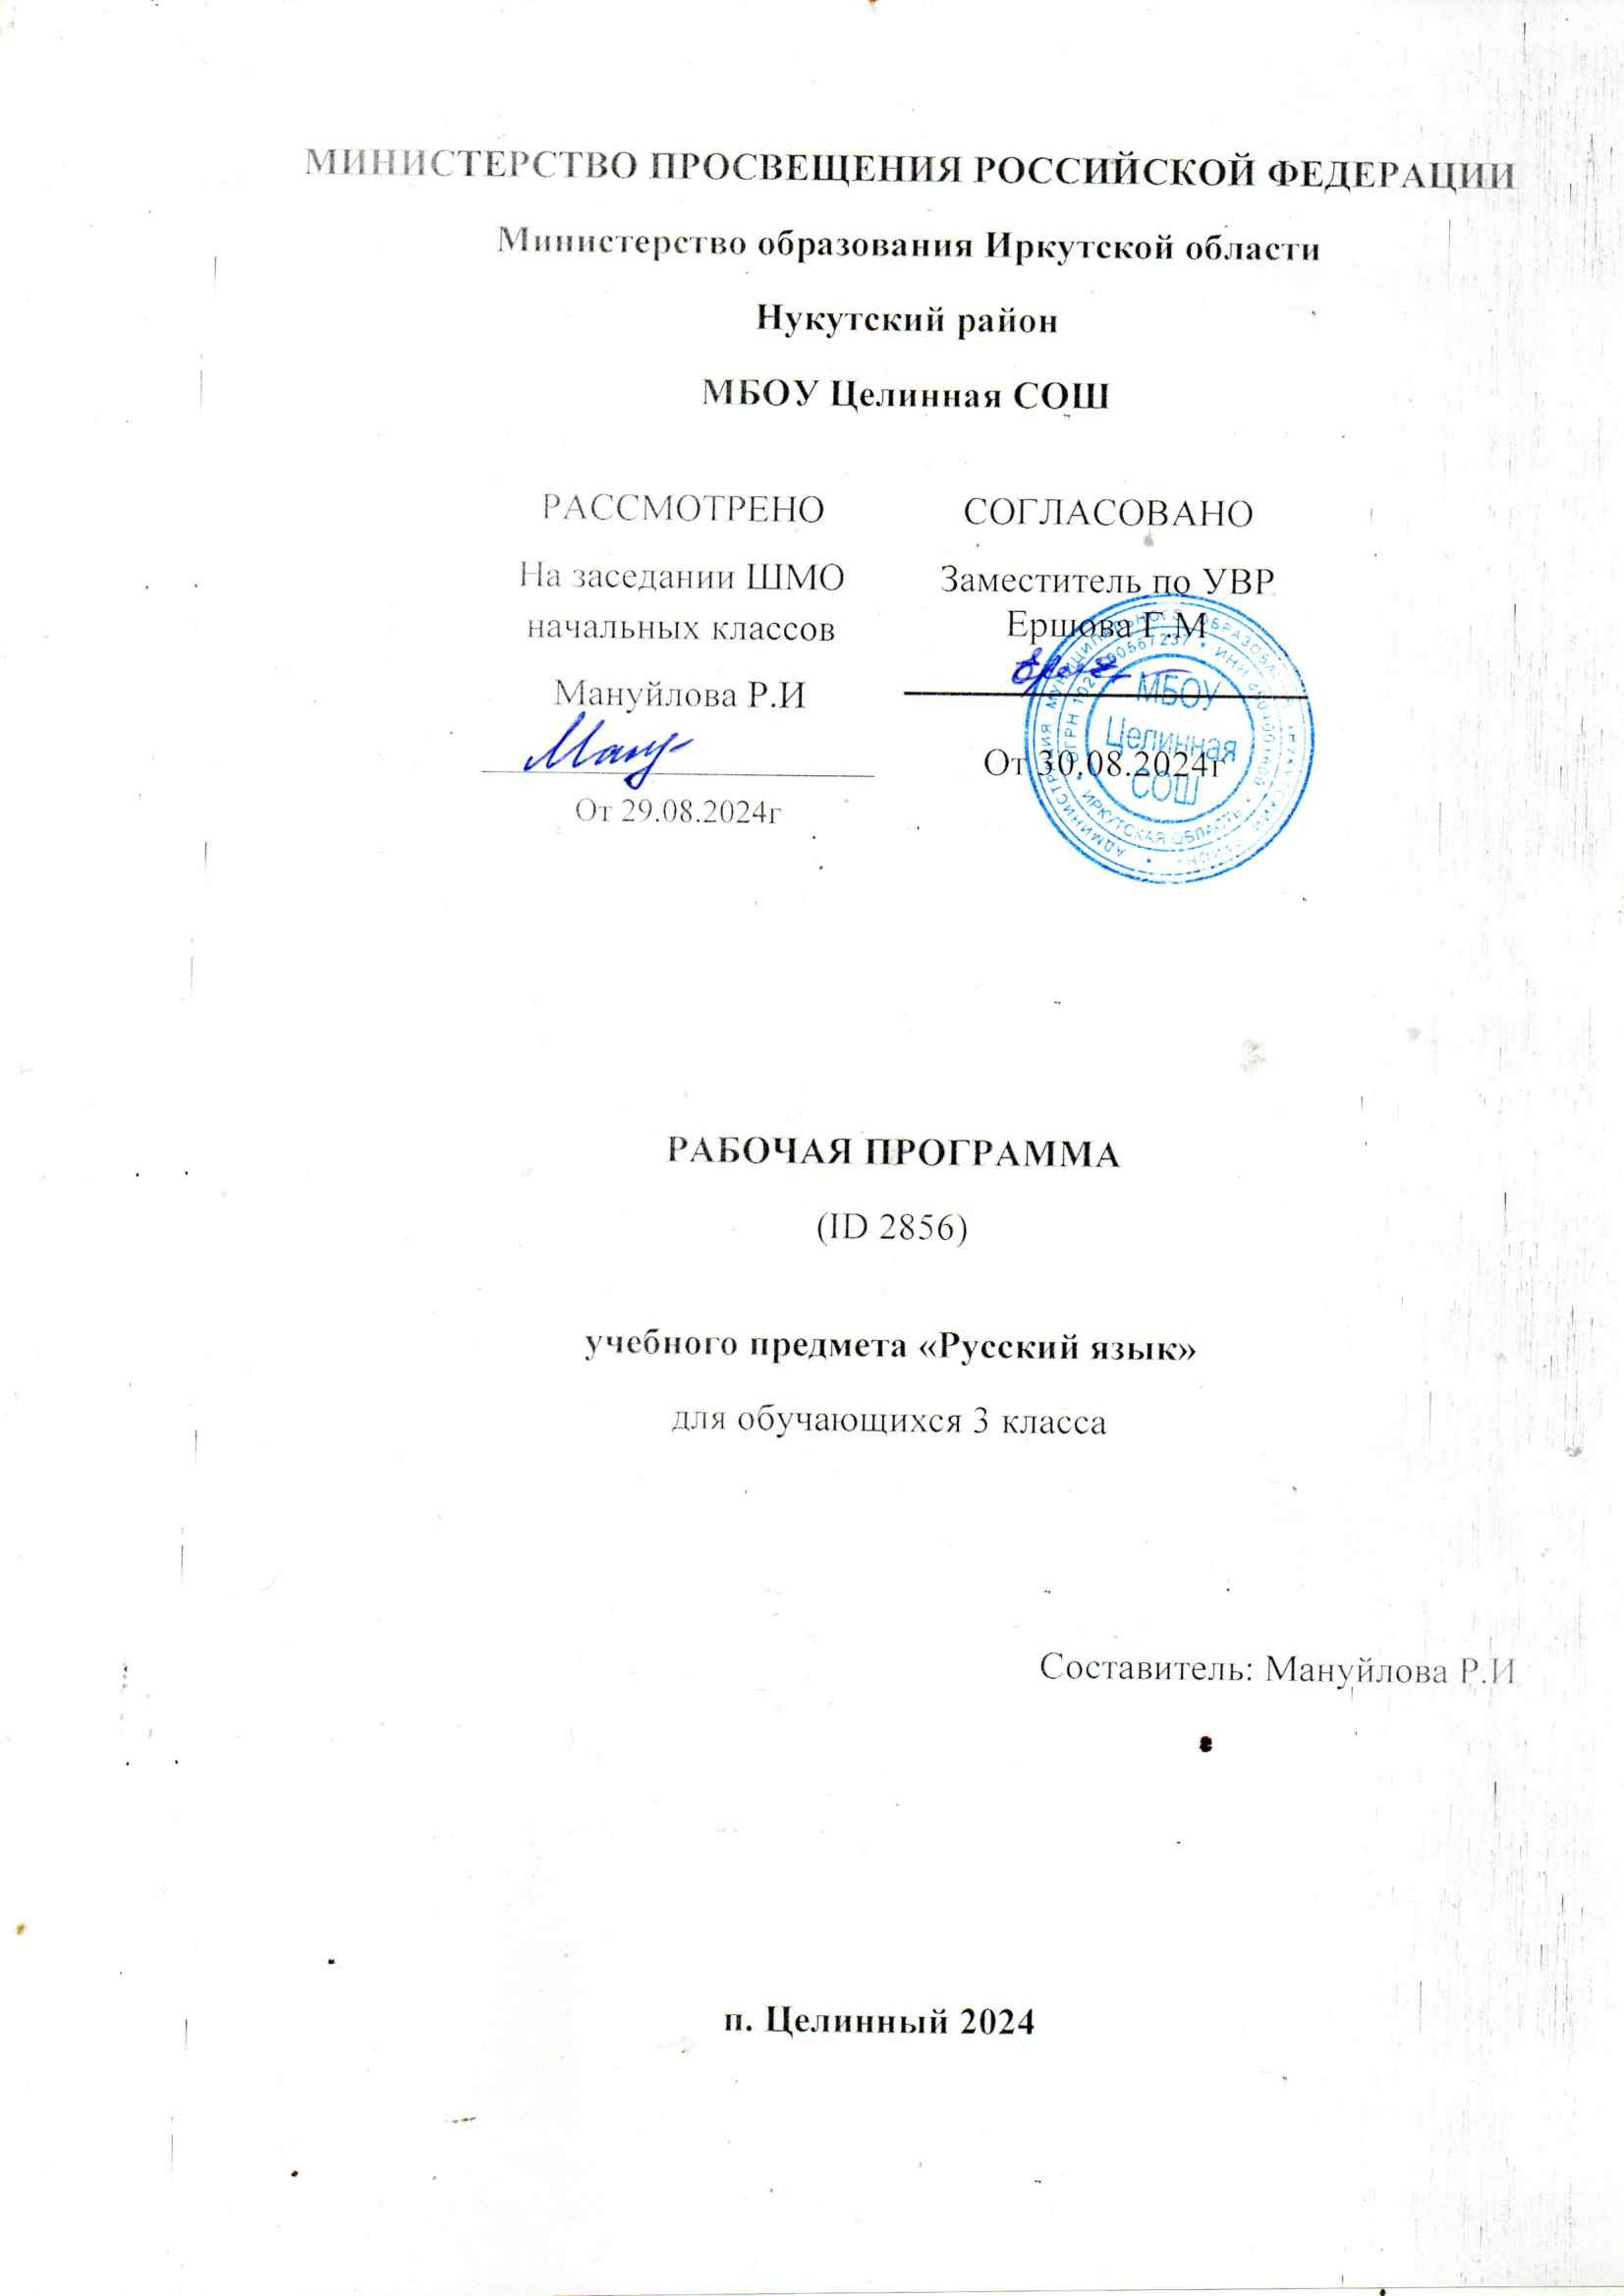 МИНИСТЕРСТВО ПРОСВЕЩЕНИЯ РОССИЙСКОЙ ФЕДЕРАЦИИ
Министерство образования Иркутской области
Нукутский район
МБОУ Целинная СОШ
РАССМОТРЕНО
На заседании ШМО
начальных классов
Мануйлова Р.И
От 29.08.2024г
СОГЛАСОВАНО
Заместитель по УВР
Ершова Г.М
От 30.08.2024г
МБОУ
Целинная
СОШ
ИРКУТСКАЯ ОБЛАСТЬ
РАБОЧАЯ ПРОГРАММА
(ID 2856)
учебного предмета «Русский язык»
для обучающихся 3 класса
Составитель: Мануйлова Р.И
п. Целинный 2024